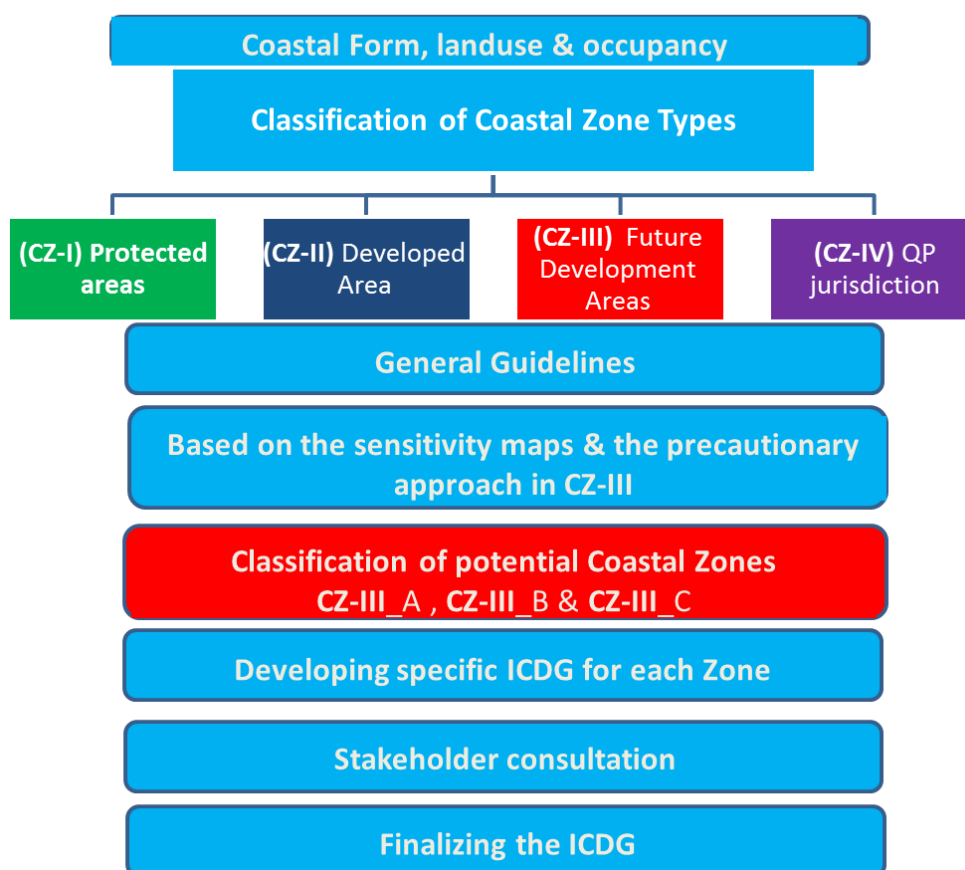 Coastal Form, landuse & occupancy
Classification of Coastal Zone Types
(CZ-I) Protected
areas
(CZ-II) Developed
Area
(CZ-III) Future
Development
Areas
(CZ-IV) QP
jurisdiction
General Guidelines
Based on the sensitivity maps & the precautionary
approach in CZ-III
Classification of potential Coastal Zones
CZ-III_A , CZ-III_B & CZ-III_C
Developing specific ICDG for each Zone
Stakeholder consultation
Finalizing the ICDG